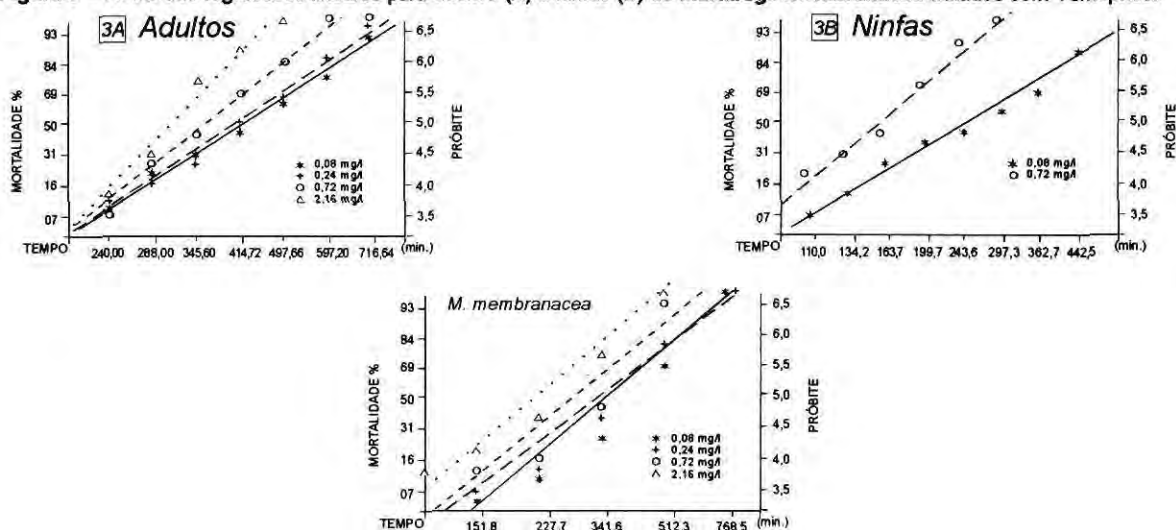 3A Adultos
MORTALIDADE %
93
84
69
50
31
16
07
6,5
6,0
5,5
5,0
4,5
4,0
3,5
PRÓBITE
0,08 mg/l
0,24 mg/l
0,72 mg/l
2,16 mg/l
TEMPO 240,00 288,00 345,60 414,72 497,66 597,20 716,64 (min.)
3B Ninfas
MORTALIDADE %
93
84
69
50
31
16
07
6,5
6,0
5,5
5,0
4,5
4,0
3,5
PRÓBITE
0,08 mg/l
0,72 mg/l
TEMPO 110,0 134,2 163,7 199,7 243,6 297,3 362,7 442,5 (min.)
M. membranacea
MORTALIDADE %
93
84
69
50
31
16
07
6,5
6,0
5,5
5,0
4,5
4,0
3,5
PRÓBITE
0,08 mg/l
0,24 mg/l
0,72 mg/l
2,16 mg/l
TEMPO 151,8 227,7 341,6 512,3 768,5 (min.)